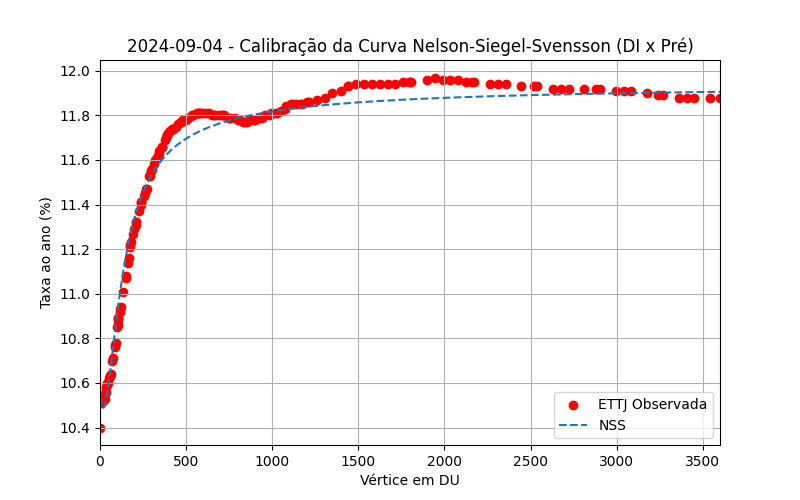 2024-09-04 - Calibração da Curva Nelson-Siegel-Svensson (DI x Pré)
Taxa ao ano (%)
12.0
11.8
11.6
11.4
11.2
11.0
10.8
10.6
10.4
ETTJ Observada
NSS
0 500 1000 1500 2000 2500 3000 3500
Vértice em DU